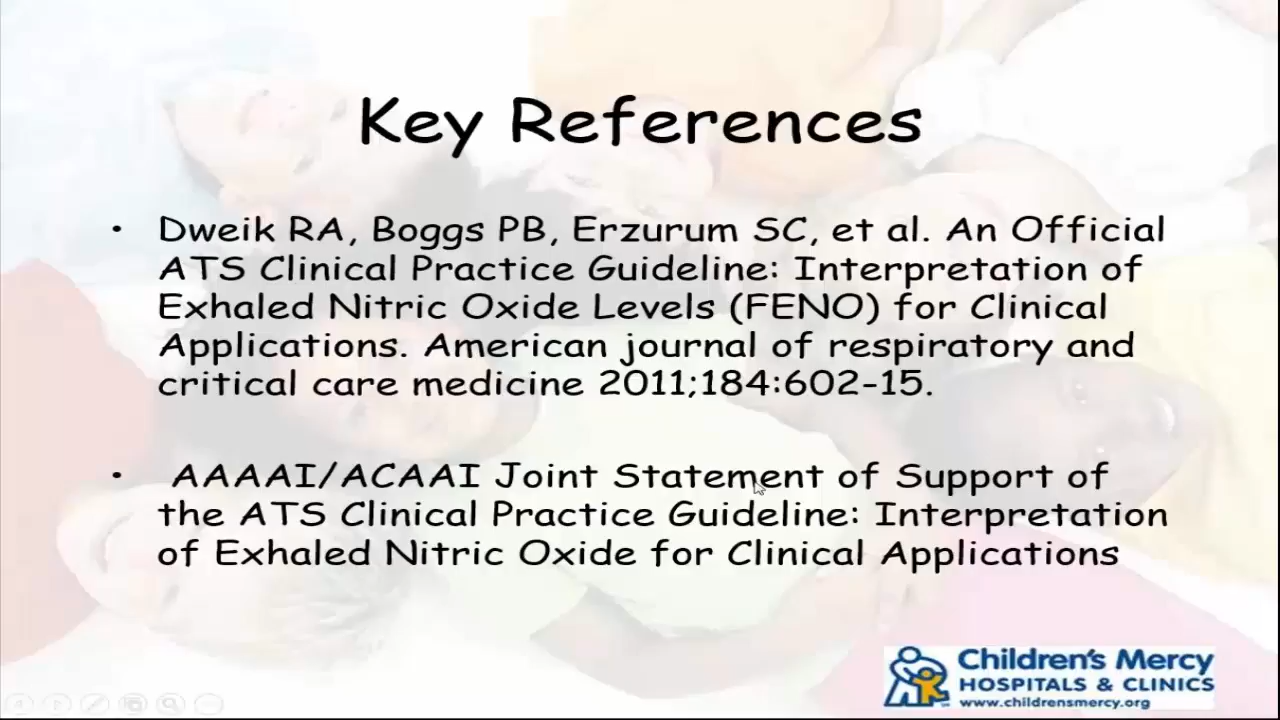 Key References
• Dweik RA, Boggs PB, Erzurum SC, et al. An Official
ATS Clinical Practice Guideline: Interpretation of
Exhaled Nitric Oxide Levels (FENO) for Clinical
Applications. American journal of respiratory and
critical care medicine 2011;184:602-15.
• AAAAI/ACAAI Joint Statement of Support of
the ATS Clinical Practice Guideline: Interpretation
of Exhaled Nitric Oxide for Clinical Applications
Children's Mercy
HOSPITALS & CLINICS
www.childrensmercy.org